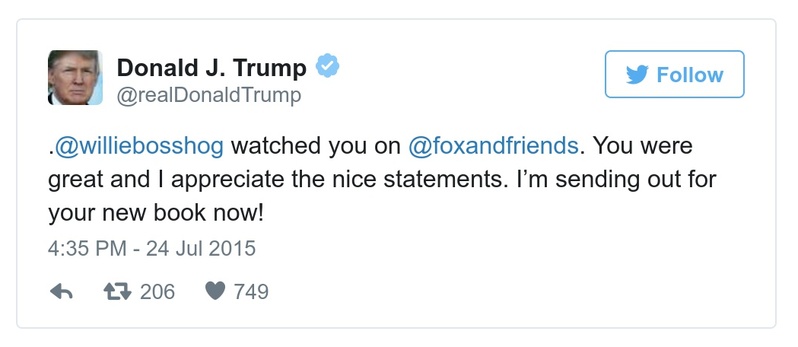 Donald J. Trump
@realDonaldTrump
Follow
.@williebosshog watched you on @foxandfriends. You were
great and I appreciate the nice statements. I’m sending out for
your new book now!
4:35 PM - 24 Jul 2015
206 749